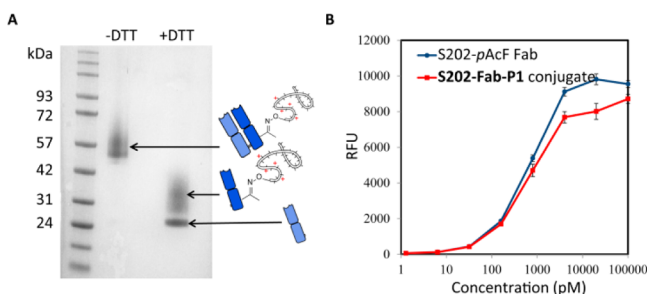 A
-DTT +DTT
kDa
93
72
57
42
31
24
N
O
N
O
B
12000
10000
8000
6000
4000
2000
0
RFU
S202-pAcF Fab
S202-Fab-P1 conjugate
1 10 100 1000 10000 100000
Concentration (pM)